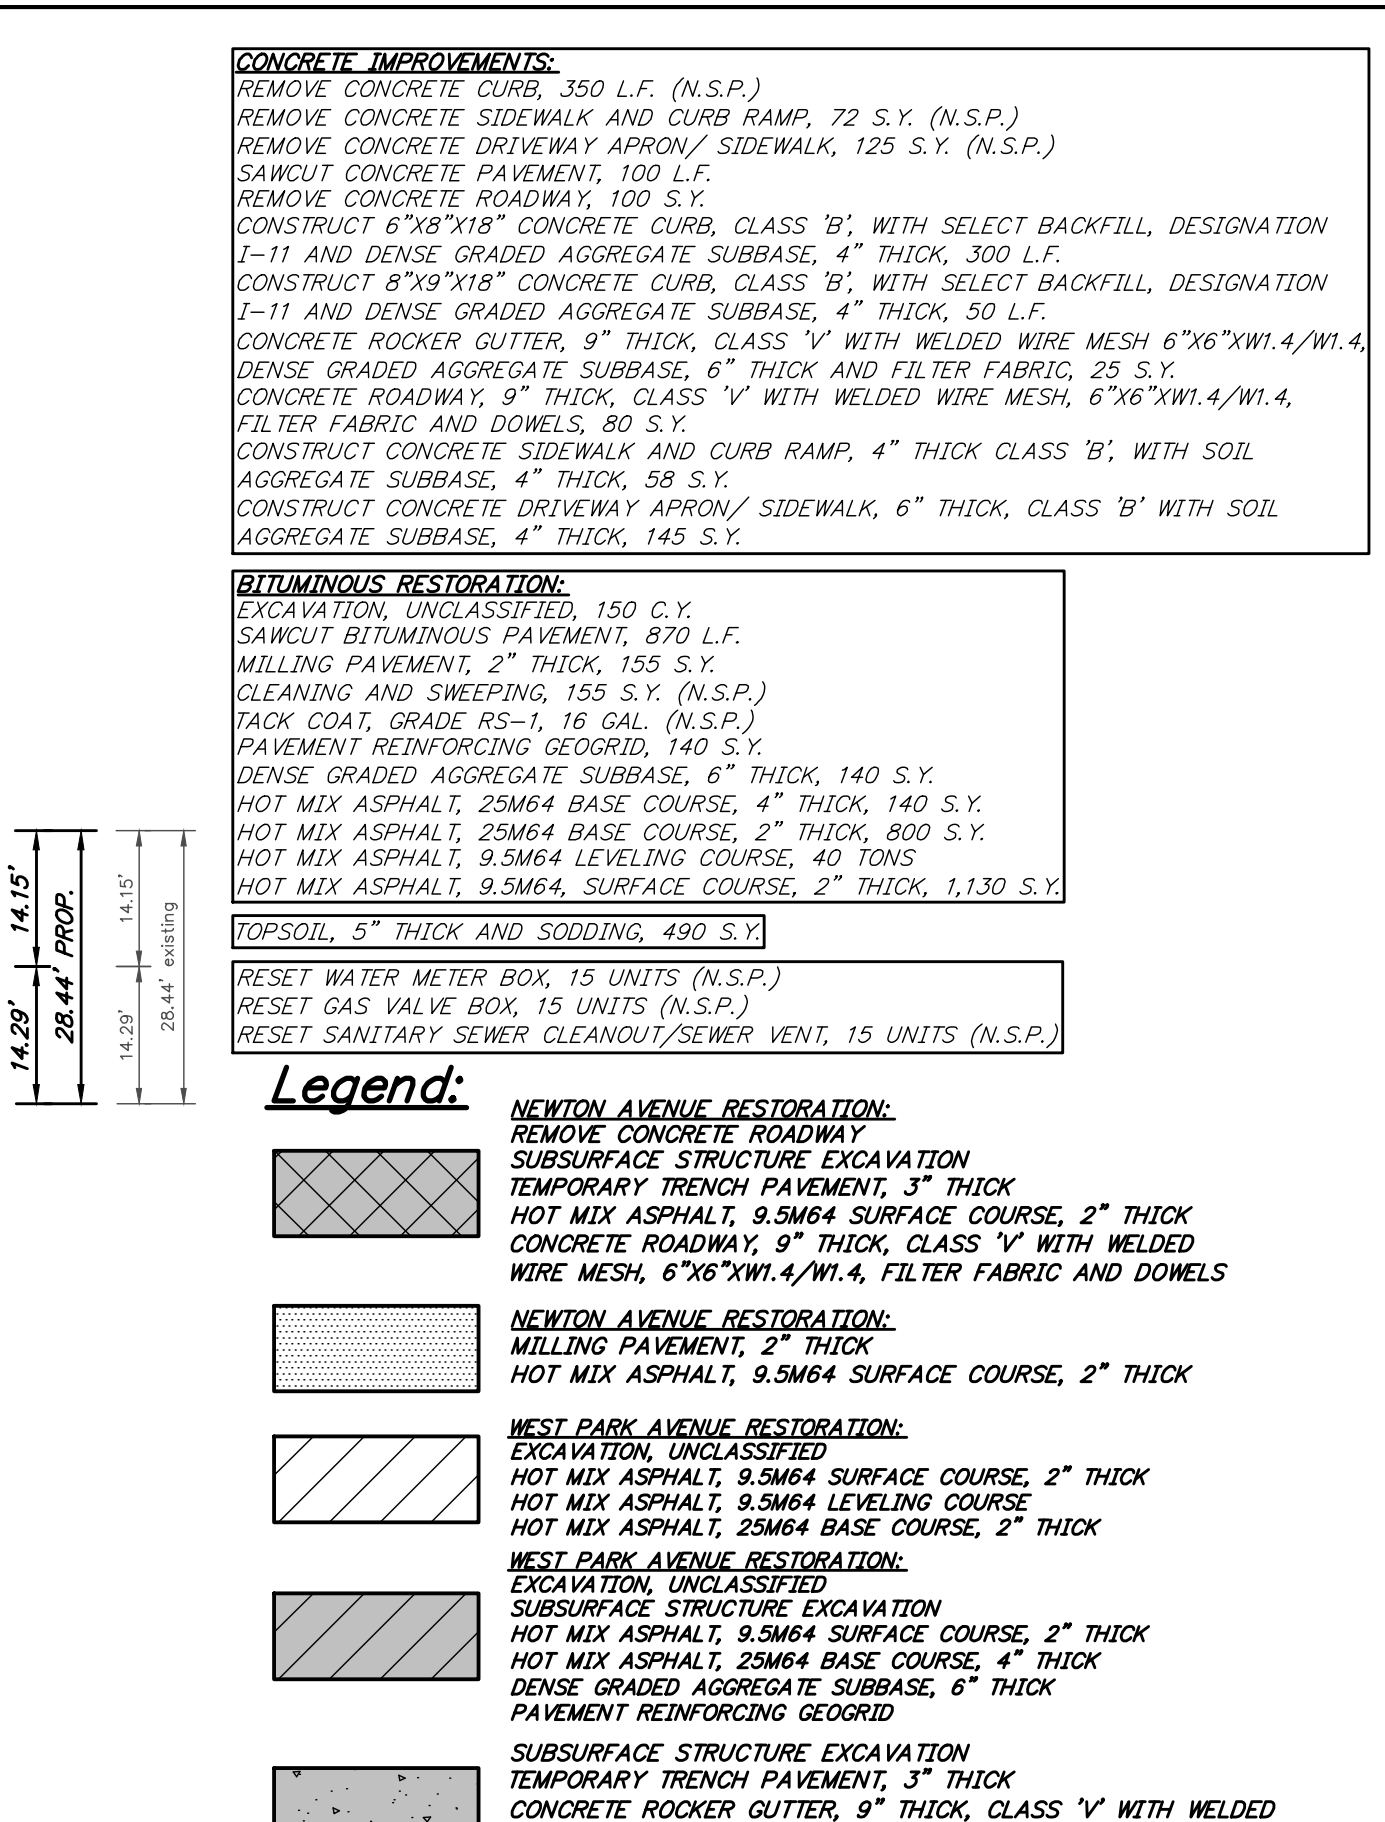 CONCRETE IMPROVEMENTS:
REMOVE CONCRETE CURB, 350 L.F. (N.S.P.)
REMOVE CONCRETE SIDEWALK AND CURB RAMP, 72 S.Y. (N.S.P.)
REMOVE CONCRETE DRIVEWAY APRON/ SIDEWALK, 125 S.Y. (N.S.P.)
SAWCUT CONCRETE PAVEMENT, 100 L.F.
REMOVE CONCRETE ROADWAY, 100 S.Y.
CONSTRUCT 6"X8"X18" CONCRETE CURB, CLASS 'B', WITH SELECT BACKFILL, DESIGNATION
I-11 AND DENSE GRADED AGGREGATE SUBBASE, 4" THICK, 300 L.F.
CONSTRUCT 8"X9"X18" CONCRETE CURB, CLASS 'B', WITH SELECT BACKFILL, DESIGNATION
I-11 AND DENSE GRADED AGGREGATE SUBBASE, 4" THICK, 50 L.F.
CONCRETE ROCKER GUTTER, 9" THICK, CLASS 'V' WITH WELDED WIRE MESH 6"X6"XW1.4/W1.4,
DENSE GRADED AGGREGATE SUBBASE, 6" THICK AND FILTER FABRIC, 25 S.Y.
CONCRETE ROADWAY, 9" THICK, CLASS 'V' WITH WELDED WIRE MESH, 6"X6"XW1.4/W1.4,
FILTER FABRIC AND DOWELS, 80 S.Y.
CONSTRUCT CONCRETE SIDEWALK AND CURB RAMP, 4" THICK CLASS 'B', WITH SOIL
AGGREGATE SUBBASE, 4" THICK, 58 S.Y.
CONSTRUCT CONCRETE DRIVEWAY APRON/ SIDEWALK, 6" THICK, CLASS 'B' WITH SOIL
AGGREGATE SUBBASE, 4" THICK, 145 S.Y.
BITUMINOUS RESTORATION:
EXCAVATION, UNCLASSIFIED, 150 C.Y.
SAWCUT BITUMINOUS PAVEMENT, 870 L.F.
MILLING PAVEMENT, 2" THICK, 155 S.Y.
CLEANING AND SWEEPING, 155 S.Y. (N.S.P.)
TACK COAT, GRADE RS-1, 16 GAL. (N.S.P.)
PAVEMENT REINFORCING GEOGRID, 140 S.Y.
DENSE GRADED AGGREGATE SUBBASE, 6" THICK, 140 S.Y.
HOT MIX ASPHALT, 25M64 BASE COURSE, 4" THICK, 140 S.Y.
HOT MIX ASPHALT, 25M64 BASE COURSE, 2" THICK, 800 S.Y.
HOT MIX ASPHALT, 9.5M64 LEVELING COURSE, 40 TONS
HOT MIX ASPHALT, 9.5M64, SURFACE COURSE, 2" THICK, 1,130 S.Y.
TOPSOIL, 5" THICK AND SODDING, 490 S.Y.
RESET WATER METER BOX, 15 UNITS (N.S.P.)
RESET GAS VALVE BOX, 15 UNITS (N.S.P.)
RESET SANITARY SEWER CLEANOUT/SEWER VENT, 15 UNITS (N.S.P.)
14.15'
14.29'
28.44' PROP.
14.15'
14.29'
28.44' existing
Legend:
NEWTON AVENUE RESTORATION:
REMOVE CONCRETE ROADWAY
SUBSURFACE STRUCTURE EXCAVATION
TEMPORARY TRENCH PAVEMENT, 3" THICK
HOT MIX ASPHALT, 9.5M64 SURFACE COURSE, 2" THICK
CONCRETE ROADWAY, 9" THICK, CLASS 'V' WITH WELDED
WIRE MESH, 6"X6"XW1.4/W1.4, FILTER FABRIC AND DOWELS
NEWTON AVENUE RESTORATION:
MILLING PAVEMENT, 2" THICK
HOT MIX ASPHALT, 9.5M64 SURFACE COURSE, 2" THICK
WEST PARK AVENUE RESTORATION:
EXCAVATION, UNCLASSIFIED
HOT MIX ASPHALT, 9.5M64 SURFACE COURSE, 2" THICK
HOT MIX ASPHALT, 9.5M64 LEVELING COURSE
HOT MIX ASPHALT, 25M64 BASE COURSE, 2" THICK
WEST PARK AVENUE RESTORATION:
EXCAVATION, UNCLASSIFIED
SUBSURFACE STRUCTURE EXCAVATION
HOT MIX ASPHALT, 9.5M64 SURFACE COURSE, 2" THICK
HOT MIX ASPHALT, 25M64 BASE COURSE, 4" THICK
DENSE GRADED AGGREGATE SUBBASE, 6" THICK
PAVEMENT REINFORCING GEOGRID
SUBSURFACE STRUCTURE EXCAVATION
TEMPORARY TRENCH PAVEMENT, 3" THICK
CONCRETE ROCKER GUTTER, 9" THICK, CLASS 'V' WITH WELDED